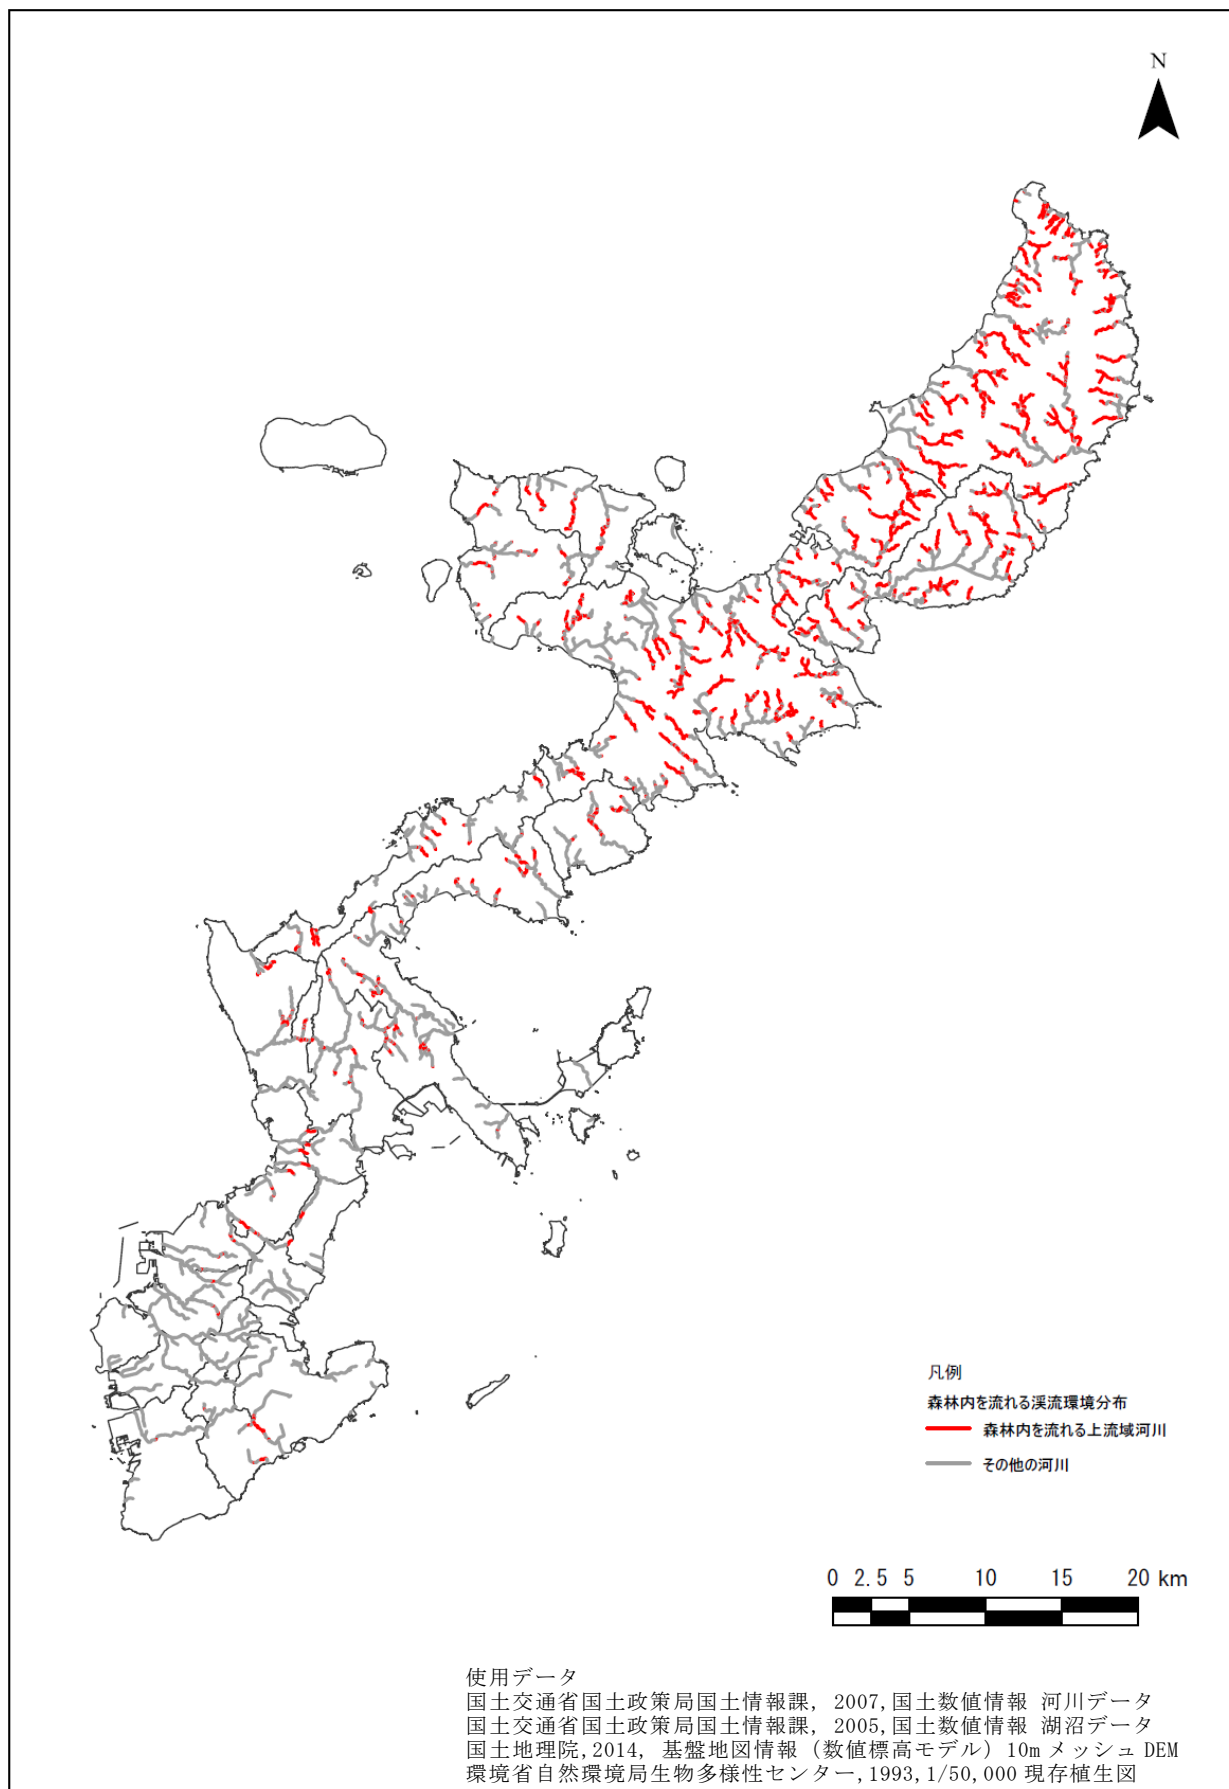 N
凡例
森林内を流れる渓流環境分布
森林内を流れる上流域河川
その他の河川
0 2.5 5 10 15 20 km
使用データ
国土交通省国土政策局国土情報課, 2007,国土数値情報 河川データ
国土交通省国土政策局国土情報課, 2005,国土数値情報 湖沼データ
国土地理院,2014, 基盤地図情報（数値標高モデル）10m メッシュ DEM
環境省自然環境局生物多様性センター,1993,1/50,000 現存植生図